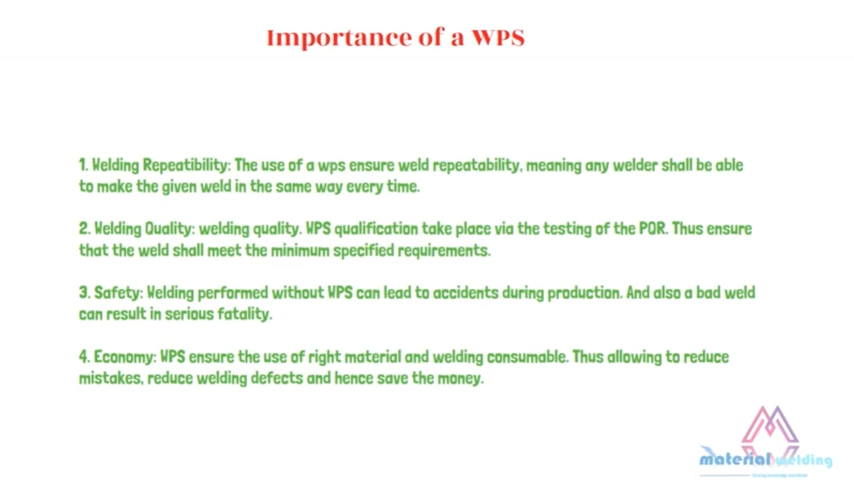 Importance of a WPS
1. Welding Repeatibility: The use of a wps ensure weld repeatability, meaning any welder shall be able
to make the given weld in the same way every time.
2. Welding Quality: welding quality. WPS qualification take place via the testing of the PQR. Thus ensure
that the weld shall meet the minimum specified requirements.
3. Safety: Welding performed without WPS can lead to accidents during production. And also a bad weld
can result in serious fatality.
4. Economy: WPS ensure the use of right material and welding consumable. Thus allowing to reduce
mistakes, reduce welding defects and hence save the money.
material welding